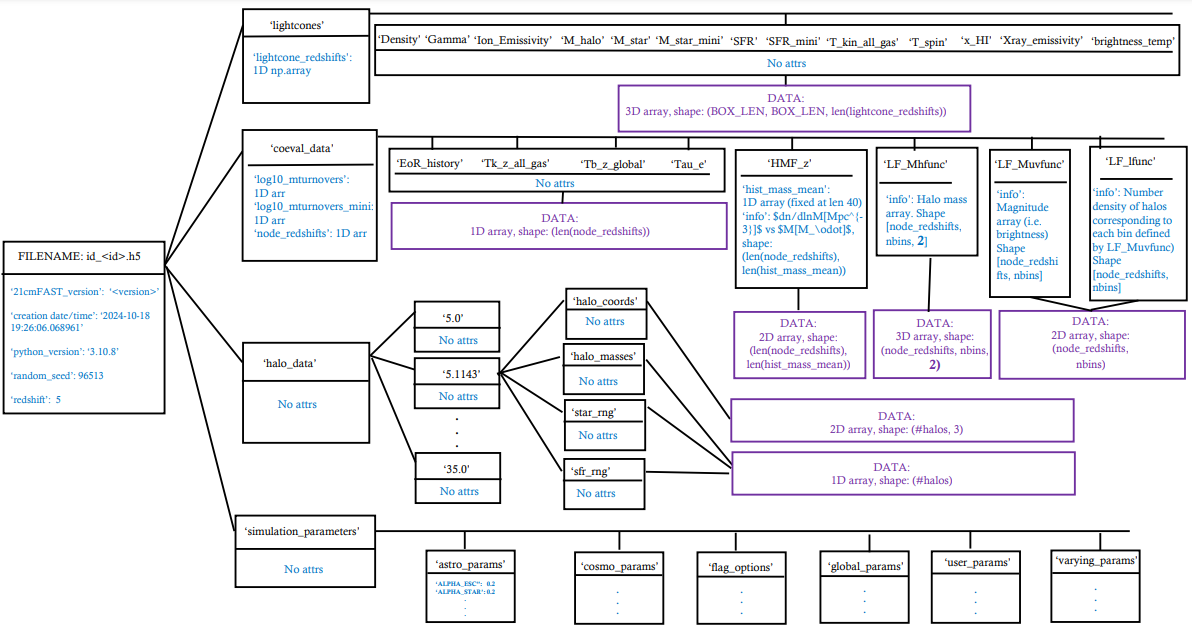 ‘lightcones’
‘lightcone_redshifts’:
1D np.array
‘Density’ ‘Gamma’ ‘Ion_Emissivity’ ‘M_halo’ ‘M_star’ ‘M_star_mini’ ‘SFR’ ‘SFR_mini’ ‘T_kin_all_gas’ ‘T_spin’ ‘x_HI’ ‘Xray_emissivity’ ‘brightness_temp’
No attrs
DATA:
3D array, shape: (BOX_LEN, BOX_LEN, len(lightcone_redshifts))
‘coeval_data’
‘log10_mturnovers’:
1D arr
‘log10_mturnovers_mini:
1D arr
‘node_redshifts’: 1D arr
‘EoR_history’ ‘Tk_z_all_gas’ ‘Tb_z_global’ ‘Tau_e’
No attrs
DATA:
1D array, shape: (len(node_redshifts))
‘HMF_z’
‘hist_mass_mean’:
1D array (fixed at len 40)
‘info’: $dn/dlnM[Mpc^{-
3}]$ vs $M[M_\odot]$,
shape:
(len(node_redshifts),
len(hist_mass_mean))
DATA:
2D array, shape:
(len(node_redshifts),
len(hist_mass_mean))
‘LF_Mhfunc’
‘info’: Halo mass
array. Shape
[node_redshifts,
nbins, 2]
DATA:
3D array, shape:
(node_redshifts, nbins,
2)
‘LF_Muvfunc’
‘info’:
Magnitude
array (i.e.
brightness)
Shape
[node_redshi
fts, nbins]
‘LF_lfunc’
‘info’: Number
density of halos
corresponding to
each bin defined
by LF_Muvfunc)
Shape
[node_redshifts,
nbins]
DATA:
2D array, shape:
(node_redshifts,
nbins)
FILENAME: id_<id>.h5
‘21cmFAST_version’: ‘<version>’
‘creation date/time’: ‘2024-10-18
19:26:06.068961’
‘python_version’: ‘3.10.8’
‘random_seed’: 96513
‘redshift’: 5
‘halo_data’
No attrs
‘5.0’
No attrs
‘5.1143’
No attrs
.
.
.
‘35.0’
No attrs
‘halo_coords’
No attrs
‘halo_masses’
No attrs
‘star_rng’
No attrs
‘sfr_rng’
No attrs
DATA:
2D array, shape: (#halos, 3)
DATA:
1D array, shape: (#halos)
‘simulation_parameters’
No attrs
‘astro_params’
‘ALPHA_ESC”: 0.2
‘ALPHA_STAR’: 0.2
.
.
.
‘cosmo_params’
.
.
.
‘flag_options’
.
.
.
‘global_params’
.
.
.
‘user_params’
.
.
.
‘varying_params’
.
.
.